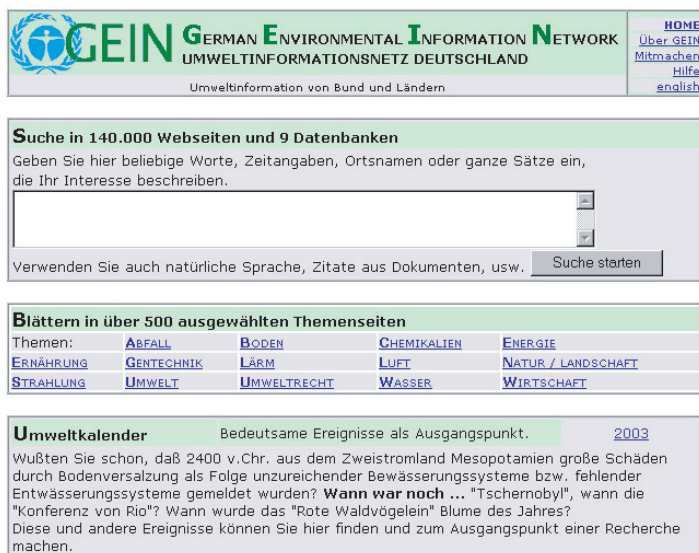 GEIN GERMAN ENVIRONMENTAL INFORMATION NETWORK
UMWELTINFORMATIONSNETZ DEUTSCHLAND
Umweltinformation von Bund und Ländern
HOME
Über GEIN
Mitmachen
Hilfe
english
Suche in 140.000 Webseiten und 9 Datenbanken
Geben Sie hier beliebige Worte, Zeitangaben, Ortsnamen oder ganze Sätze ein,
die Ihr Interesse beschreiben.
Verwenden Sie auch natürliche Sprache, Zitate aus Dokumenten, usw. Suche starten
Blättern in über 500 ausgewählten Themenseiten
Themen: ABFALL BODEN CHEMIKALIEN ENERGIE
ERNÄHRUNG GENTECHNIK LÄRM LUFT NATUR / LANDSCHAFT
STRAHLUNG UMWELT UMWELTRECHT WASSER WIRTSCHAFT
Umweltkalender Bedeutsame Ereignisse als Ausgangspunkt. 2003
Wußten Sie schon, daß 2400 v.Chr. aus dem Zweistromland Mesopotamien große Schäden
durch Bodenversalzung als Folge unzureichender Bewässerungssysteme bzw. fehlender
Entwässerungssysteme gemeldet wurden? Wann war noch ... "Tschernobyl", wann die
"Konferenz von Rio"? Wann wurde das "Rote Waldvögelein" Blume des Jahres?
Diese und andere Ereignisse können Sie hier finden und zum Ausgangspunkt einer Recherche
machen.